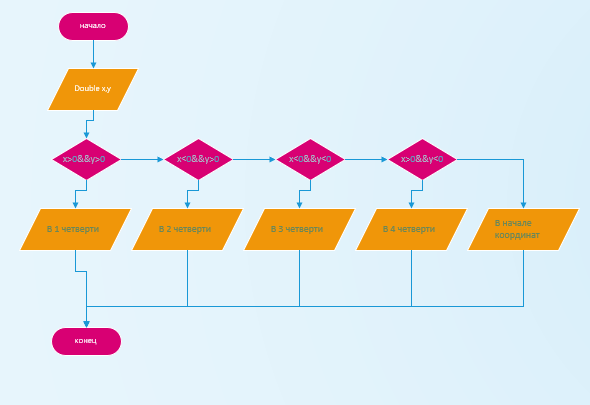 начало
Double x,y
x>0&&y>0
x<0&&y>0
x<0&&y<0
x>0&&y<0
В 1 четверти
В 2 четверти
В 3 четверти
В 4 четверти
В начале
координат
конец